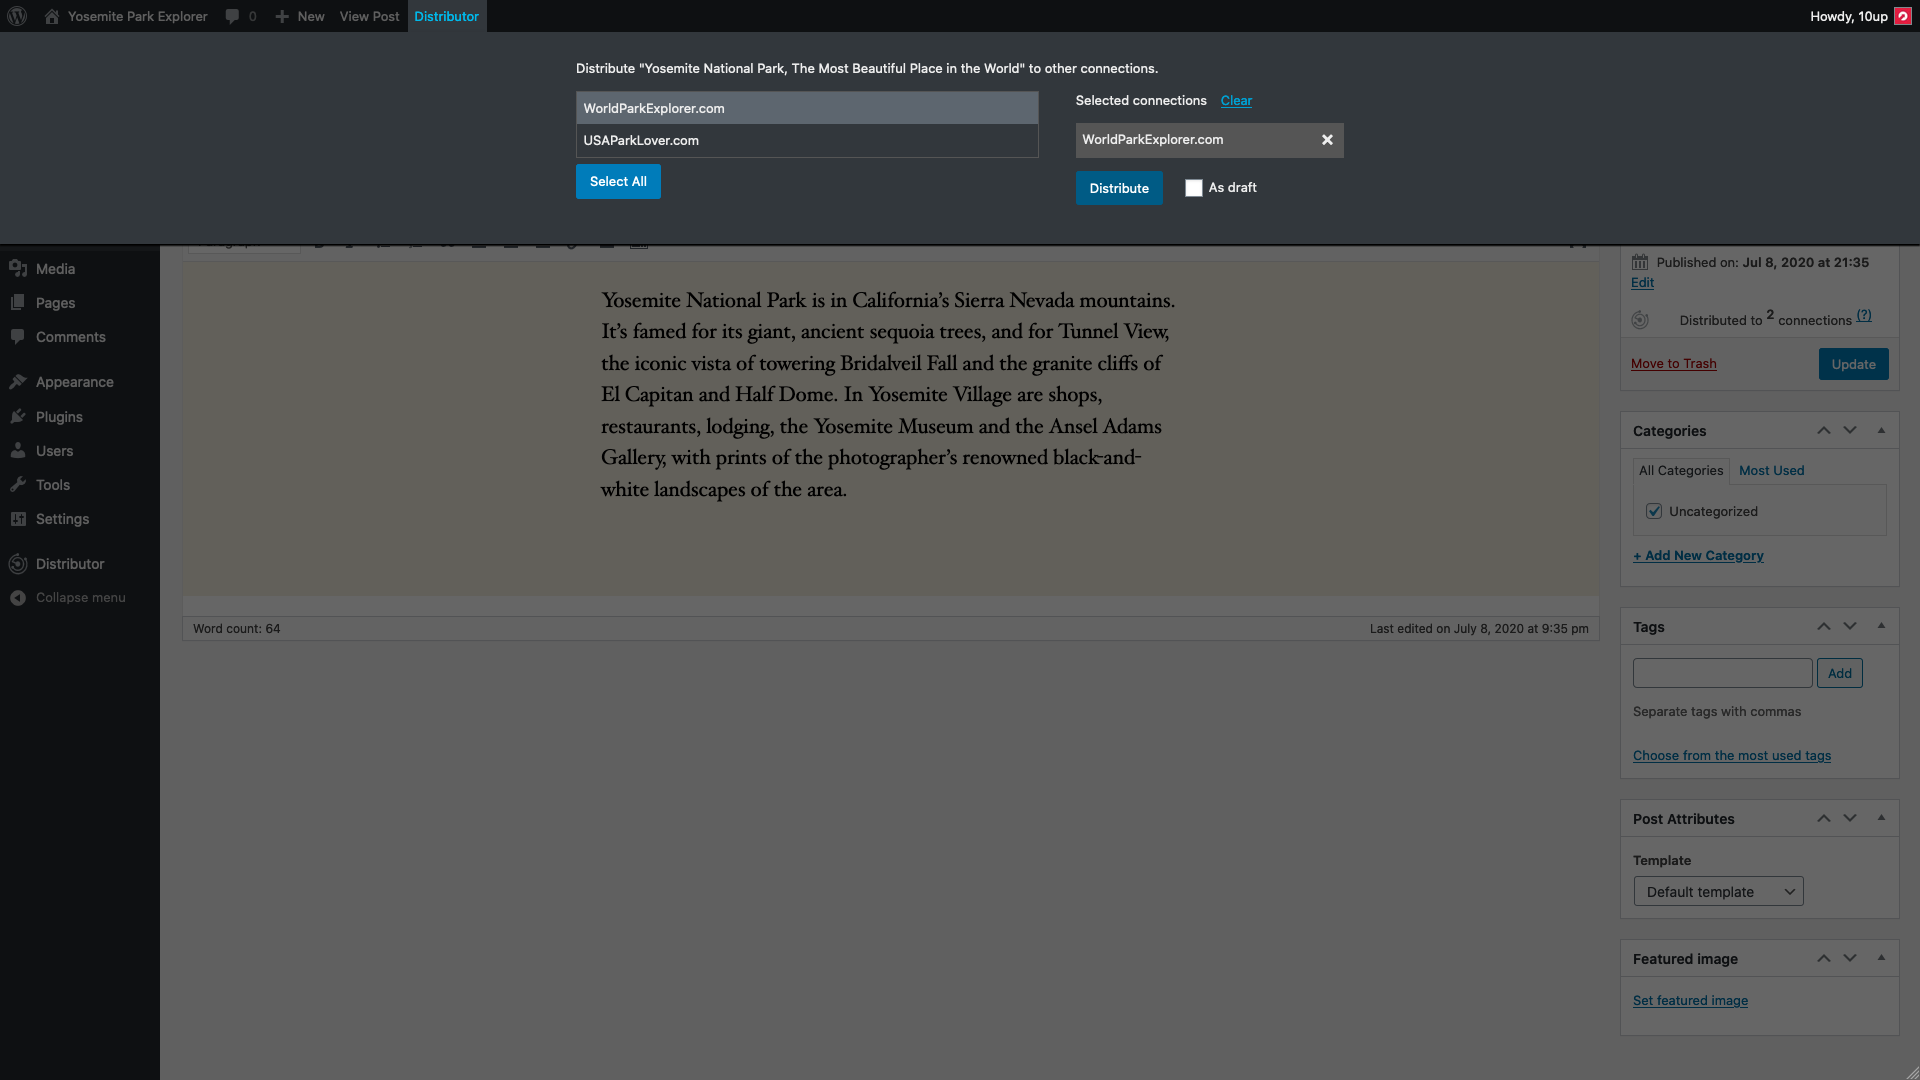 Yosemite Park Explorer 0 New View Post Distributor Howdy, 10up
Distribute "Yosemite National Park, The Most Beautiful Place in the World" to other connections.
WorldParkExplorer.com
USAParkLover.com
Select All
Selected connections Clear
WorldParkExplorer.com
Distribute As draft
Media
Pages
Comments
Appearance
Plugins
Users
Tools
Settings
Distributor
Collapse menu
Yosemite National Park is in California’s Sierra Nevada mountains.
It’s famed for its giant, ancient sequoia trees, and for Tunnel View,
the iconic vista of towering Bridalveil Fall and the granite cliffs of
El Capitan and Half Dome. In Yosemite Village are shops,
restaurants, lodging, the Yosemite Museum and the Ansel Adams
Gallery, with prints of the photographer’s renowned black-and-
white landscapes of the area.
Word count: 64 Last edited on July 8, 2020 at 9:35 pm
Published on: Jul 8, 2020 at 21:35
Edit
Distributed to 2 connections (?)
Move to Trash Update
Categories
All Categories Most Used
Uncategorized
+ Add New Category
Tags
Add
Separate tags with commas
Choose from the most used tags
Post Attributes
Template
Default template
Featured image
Set featured image